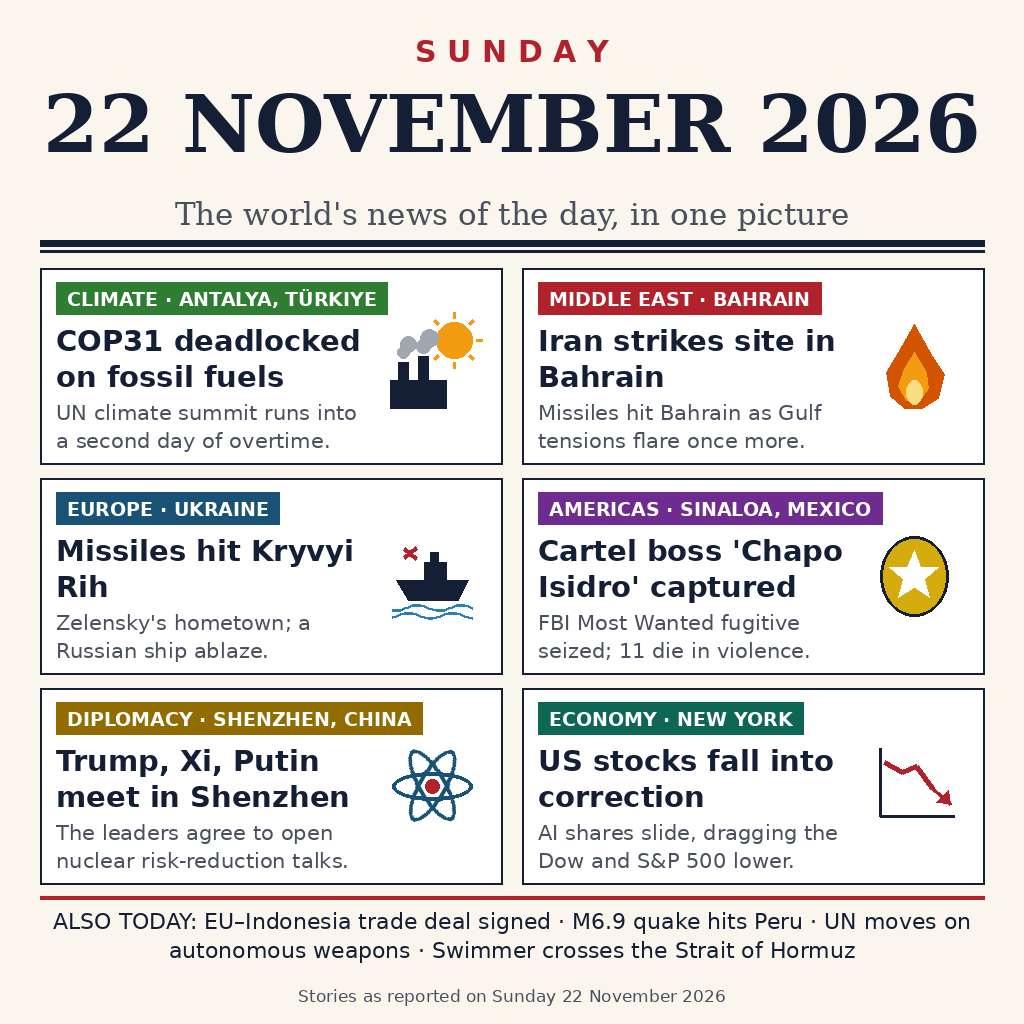 SUNDAY
22 NOVEMBER 2026
The world's news of the day, in one picture
CLIMATE · ANTALYA, TÜRKIYE
COP31 deadlocked
on fossil fuels
UN climate summit runs into
a second day of overtime.
MIDDLE EAST · BAHRAIN
Iran strikes site in
Bahrain
Missiles hit Bahrain as Gulf
tensions flare once more.
EUROPE · UKRAINE
Missiles hit Kryvyi
Rih
Zelensky's hometown; a
Russian ship ablaze.
AMERICAS · SINALOA, MEXICO
Cartel boss 'Chapo
Isidro' captured
FBI Most Wanted fugitive
seized; 11 die in violence.
DIPLOMACY · SHENZHEN, CHINA
Trump, Xi, Putin
meet in Shenzhen
The leaders agree to open
nuclear risk-reduction talks.
ECONOMY · NEW YORK
US stocks fall into
correction
AI shares slide, dragging the
Dow and S&P 500 lower.
ALSO TODAY: EU–Indonesia trade deal signed · M6.9 quake hits Peru · UN moves on
autonomous weapons · Swimmer crosses the Strait of Hormuz
Stories as reported on Sunday 22 November 2026